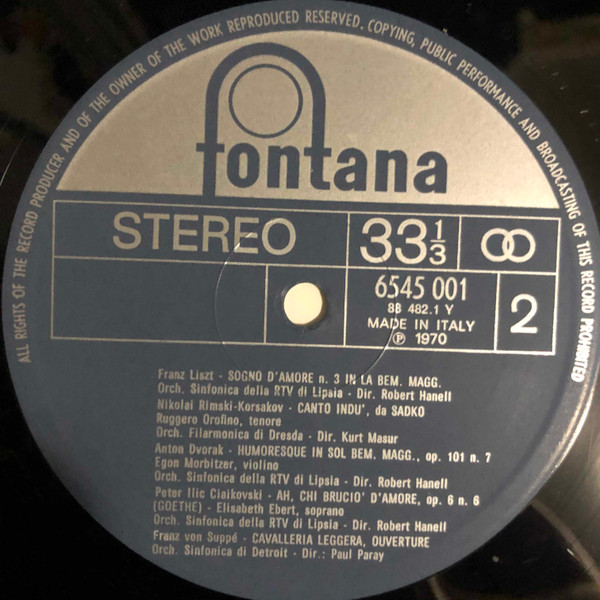 ALL RIGHTS OF THE RECORD PRODUCER AND OF THE OWNER OF THE WORK REPRODUCED RESERVED. COPYING, PUBLIC PERFORMANCE AND BROADCASTING OF THIS RECORD PROHIBITED
fontana
STEREO 33 1/3
6545 001
8B 482.1 Y
MADE IN ITALY
℗ 1970
2
Franz Liszt - SOGNO D'AMORE n. 3 IN LA BEM. MAGG.
Orch. Sinfonica della RTV di Lipsia - Dir. Robert Hanell
Nikolai Rimski-Korsakov - CANTO INDU', da SADKO
Ruggero Orofino, tenore
Orch. Filarmonica di Dresda - Dir. Kurt Masur
Anton Dvorak - HUMORESQUE IN SOL BEM. MAGG., op. 101 n. 7
Egon Morbitzer, violino
Orch. Sinfonica della RTV di Lipsia - Dir. Robert Hanell
Peter Ilic Ciaikovski - AH, CHI BRUCIO' D'AMORE, op. 6 n. 6
(GOETHE) - Elisabeth Ebert, soprano
Orch. Sinfonica della RTV di Lipsia - Dir. Robert Hanell
Franz von Suppé - CAVALLERIA LEGGERA, OUVERTURE
Orch. Sinfonica di Detroit - Dir.: Paul Paray